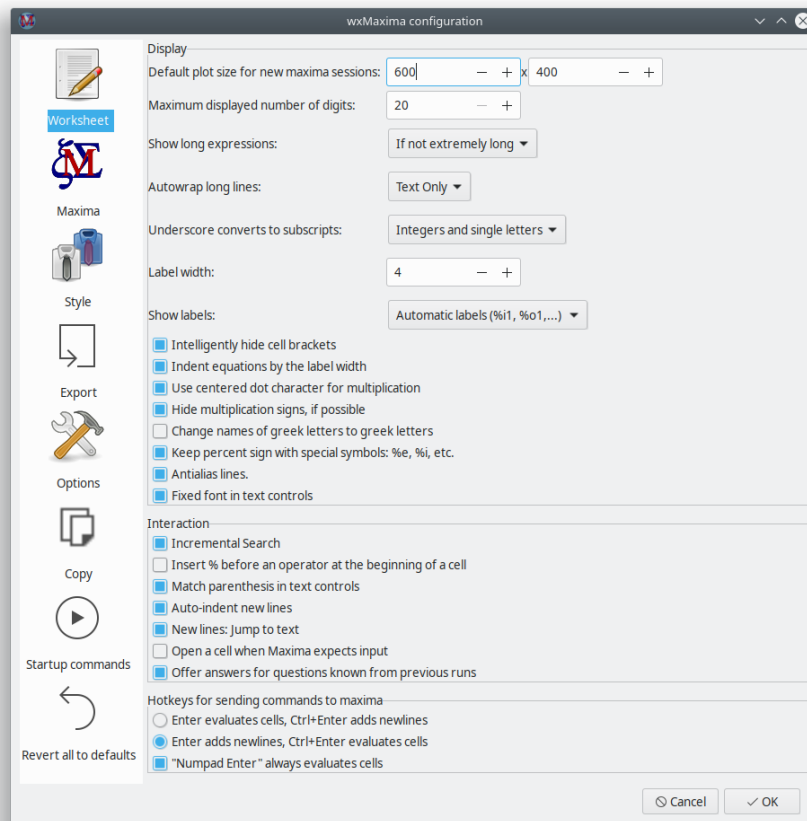 wxMaxima configuration
Worksheet
Maxima
Style
Export
Options
Copy
Startup commands
Revert all to defaults
Display
Default plot size for new maxima sessions: 600 x 400
Maximum displayed number of digits: 20
Show long expressions: If not extremely long
Autowrap long lines: Text Only
Underscore converts to subscripts: Integers and single letters
Label width: 4
Show labels: Automatic labels (%i1, %o1,...)
Intelligently hide cell brackets
Indent equations by the label width
Use centered dot character for multiplication
Hide multiplication signs, if possible
Change names of greek letters to greek letters
Keep percent sign with special symbols: %e, %i, etc.
Antialias lines.
Fixed font in text controls
Interaction
Incremental Search
Insert % before an operator at the beginning of a cell
Match parenthesis in text controls
Auto-indent new lines
New lines: Jump to text
Open a cell when Maxima expects input
Offer answers for questions known from previous runs
Hotkeys for sending commands to maxima
Enter evaluates cells, Ctrl+Enter adds newlines
Enter adds newlines, Ctrl+Enter evaluates cells
"Numpad Enter" always evaluates cells
Cancel
OK